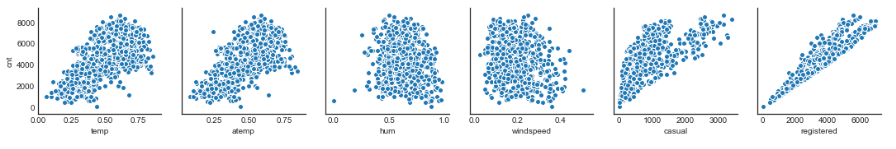 8000
6000
cnt
4000
2000
0
0.00 0.25 0.50 0.75
temp
0.25 0.50 0.75
atemp
0.0 0.5 1.0
hum
0.0 0.2 0.4
windspeed
0 1000 2000 3000
casual
0 2000 4000 6000
registered